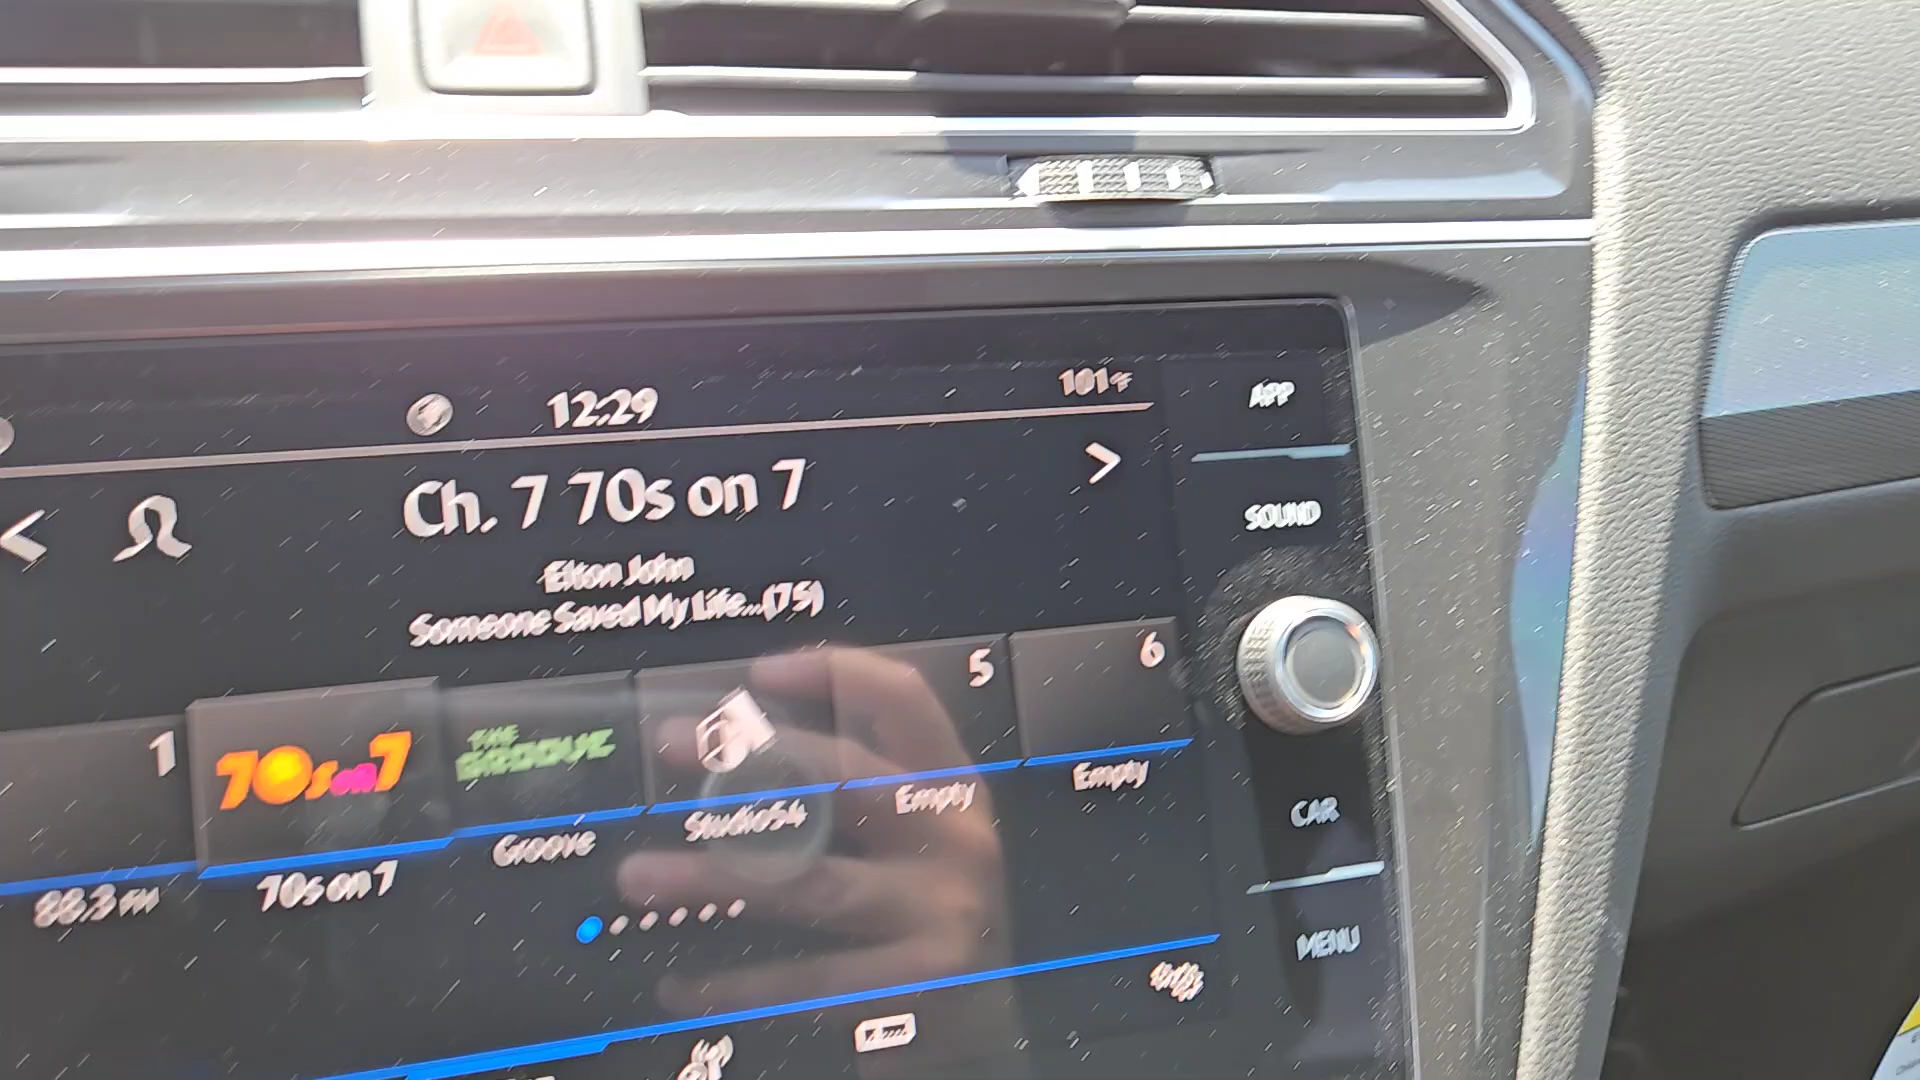 12:29
101°F
APP
Ch. 7 70s on 7
SOUND
Elton John
Someone Saved My Life...(75)
1
70s on 7
THE GROOVE
5
6
88.3 FM
70s on 7
Groove
Studio54
Empty
Empty
CAR
MENU